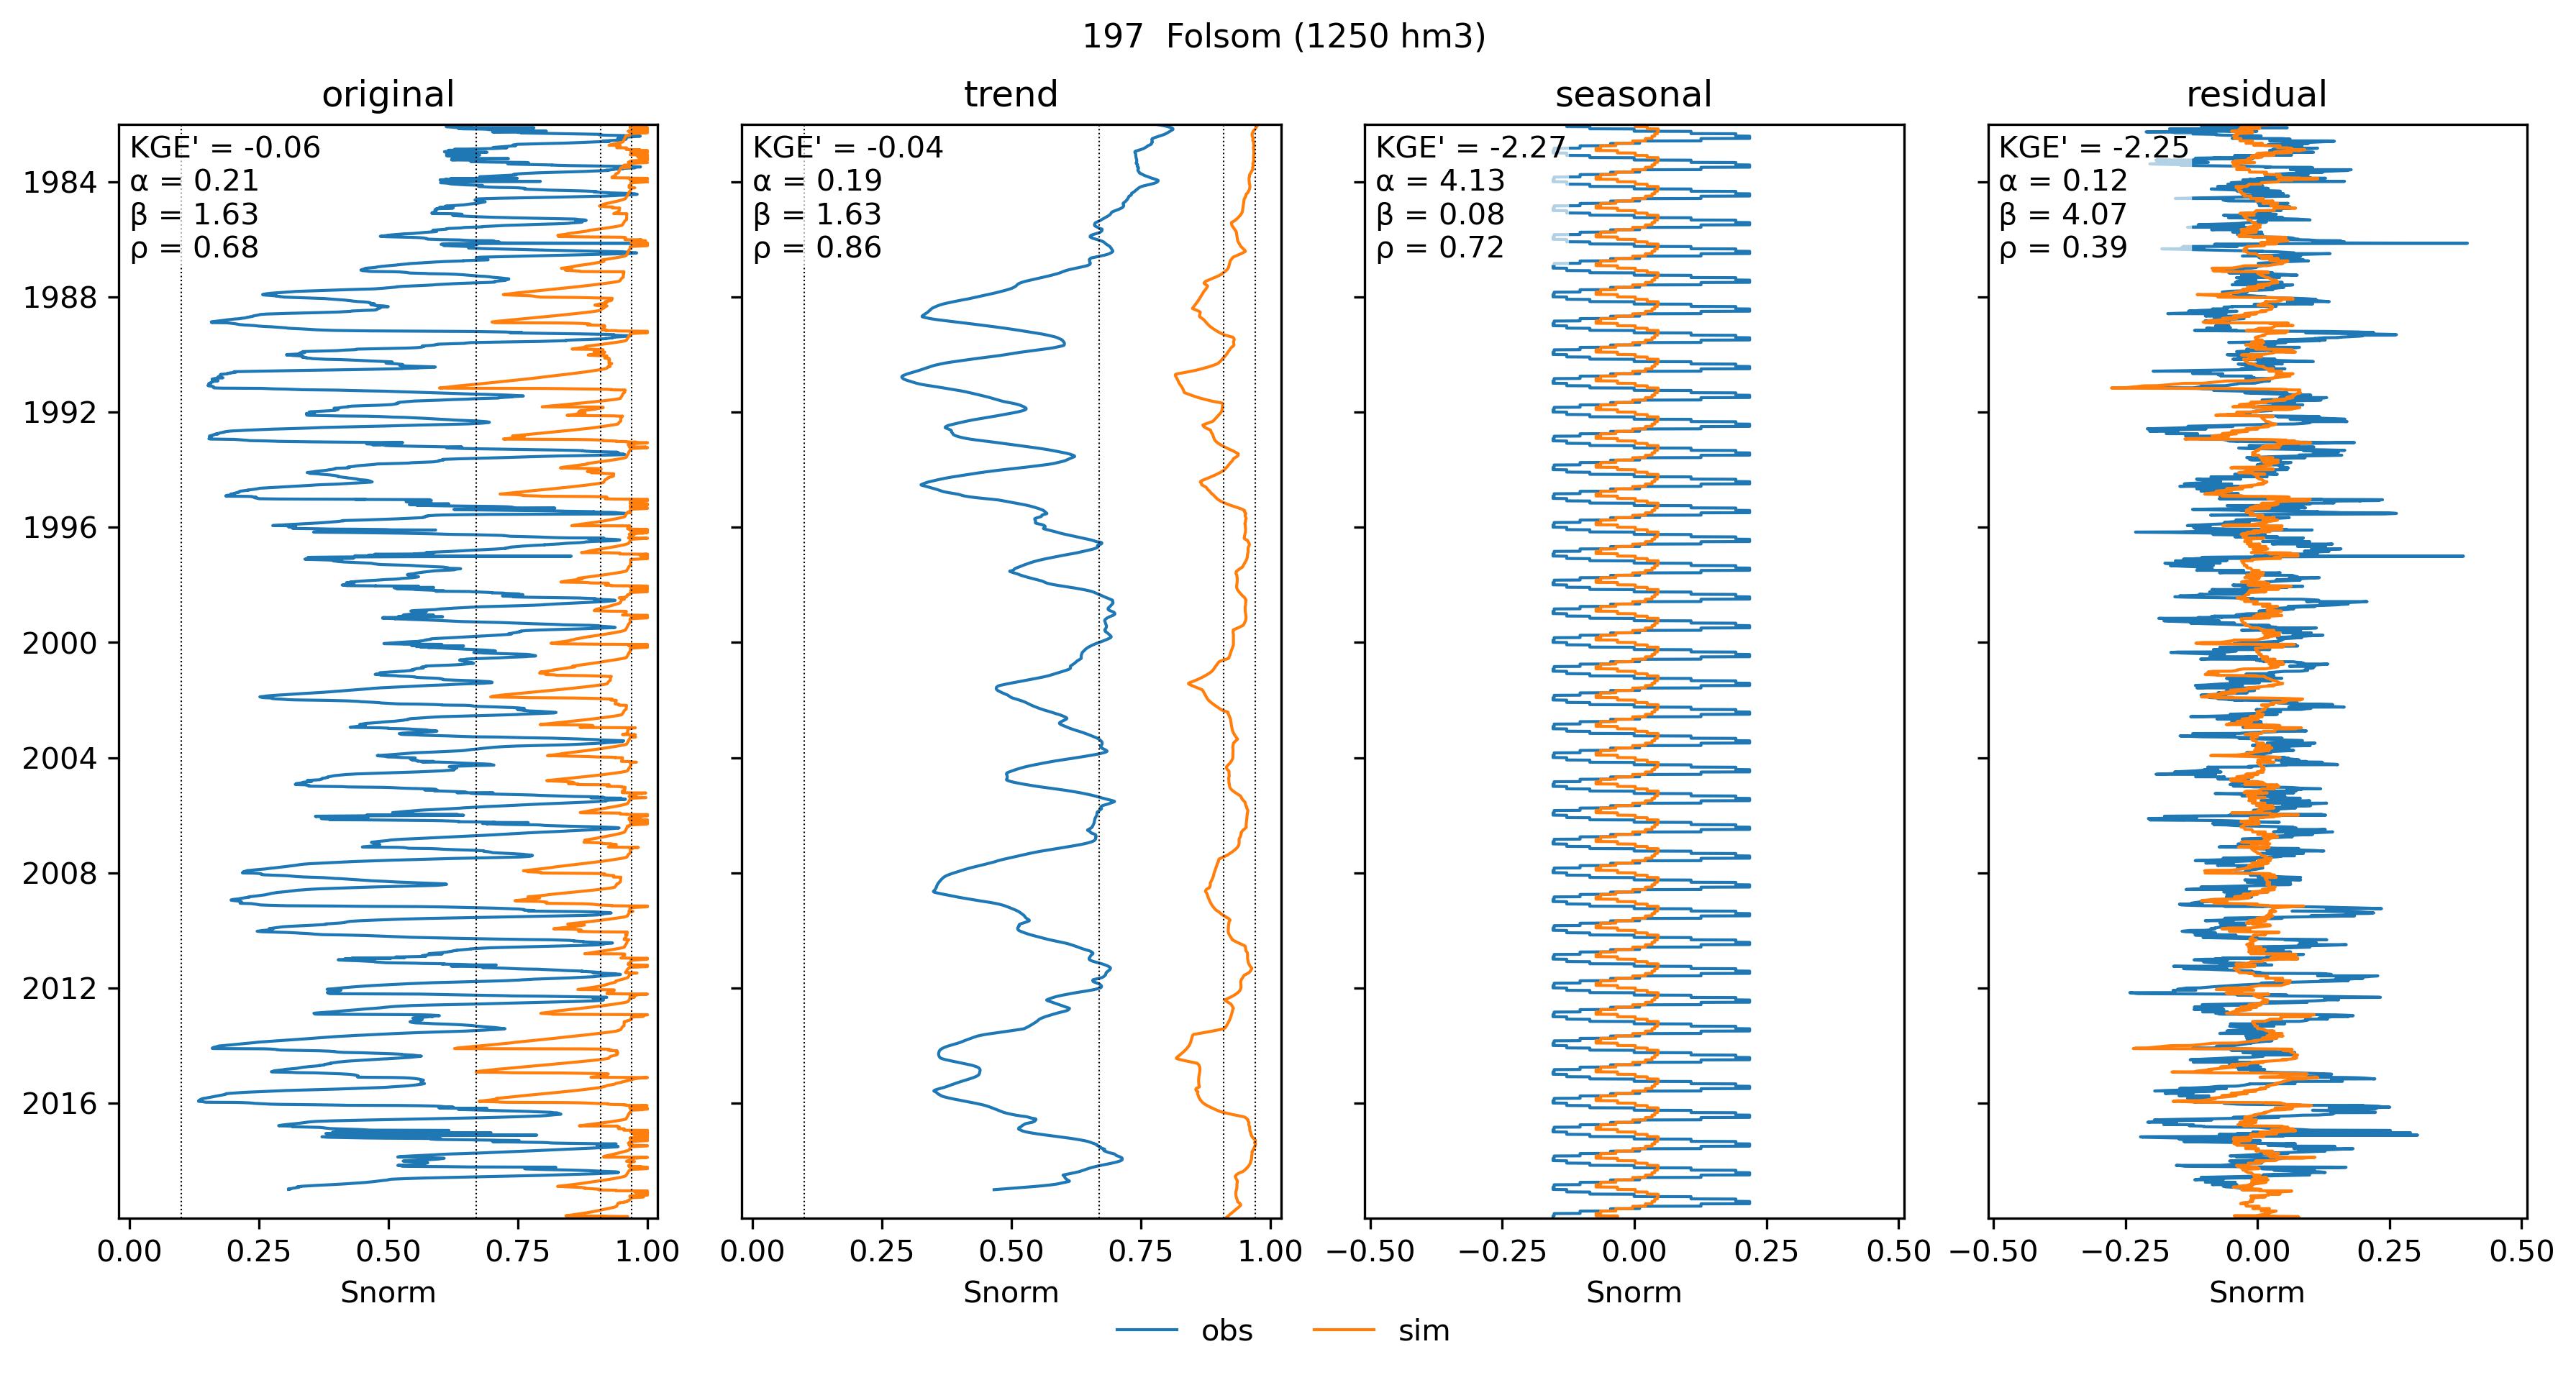 197  Folsom (1250 hm3)
original
trend
seasonal
residual
KGE' = -0.06
α = 0.21
β = 1.63
ρ = 0.68
KGE' = -0.04
α = 0.19
β = 1.63
ρ = 0.86
KGE' = -2.27
α = 4.13
β = 0.08
ρ = 0.72
KGE' = -2.25
α = 0.12
β = 4.07
ρ = 0.39
1984
1988
1992
1996
2000
2004
2008
2012
2016
0.00 0.25 0.50 0.75 1.00
0.00 0.25 0.50 0.75 1.00
−0.50 −0.25 0.00 0.25 0.50
−0.50 −0.25 0.00 0.25 0.50
Snorm
Snorm
Snorm
Snorm
obs sim